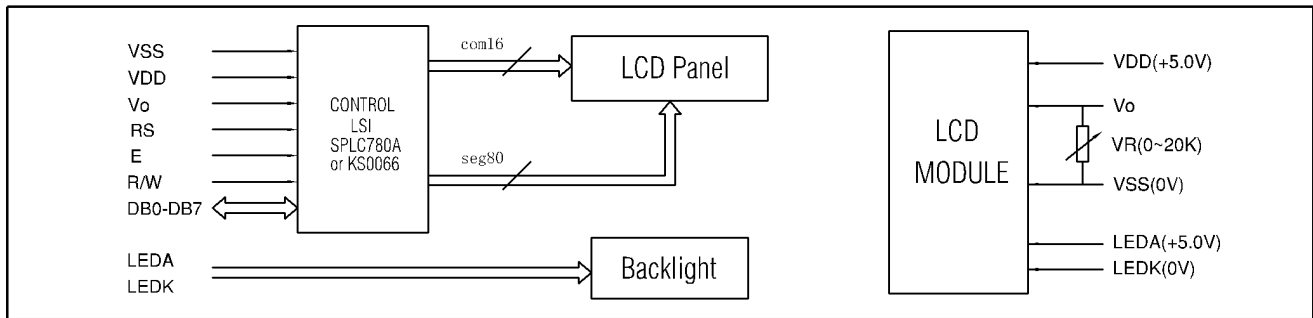 VSS
VDD
Vo
RS
E
R/W
DB0-DB7
LEDA
LEDK
CONTROL
LSI
SPLC780A
or KS0066
com16
seg80
LCD Panel
Backlight
LCD
MODULE
VDD(+5.0V)
Vo
VR(0~20K)
VSS(0V)
LEDA(+5.0V)
LEDK(0V)